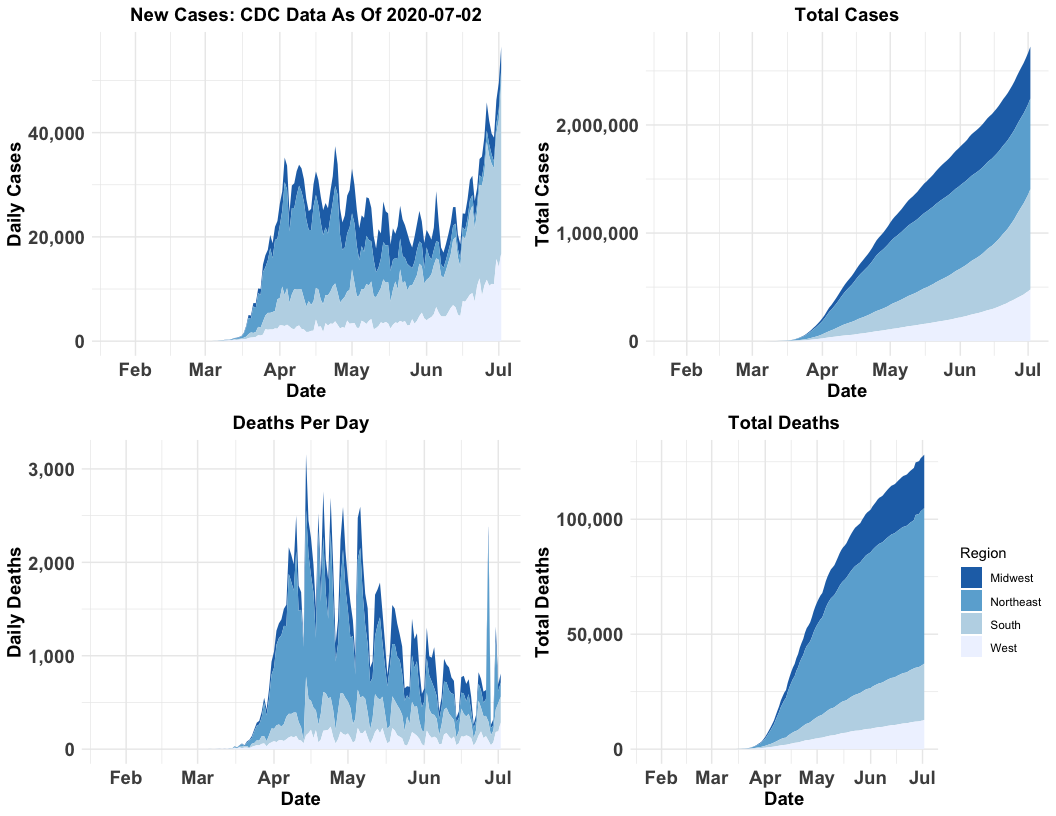 New Cases: CDC Data As Of 2020-07-02
Daily Cases
40,000
20,000
0
Feb Mar Apr May Jun Jul
Date
Total Cases
Total Cases
2,000,000
1,000,000
0
Feb Mar Apr May Jun Jul
Date
Deaths Per Day
Daily Deaths
3,000
2,000
1,000
0
Feb Mar Apr May Jun Jul
Date
Total Deaths
Total Deaths
100,000
50,000
0
Feb Mar Apr May Jun Jul
Date
Region
Midwest
Northeast
South
West